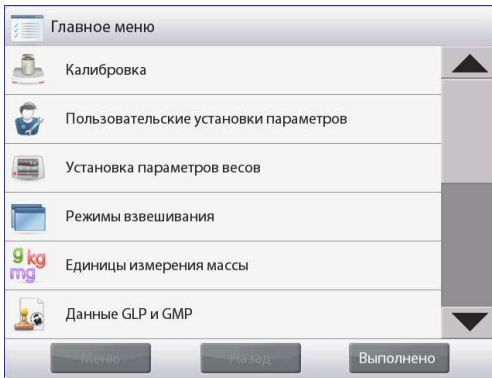 Главное меню
Калибровка
Пользовательские установки параметров
Установка параметров весов
Режимы взвешивания
g kg
mg
Единицы измерения массы
Данные GLP и GMP
Меню Назад Выполнено